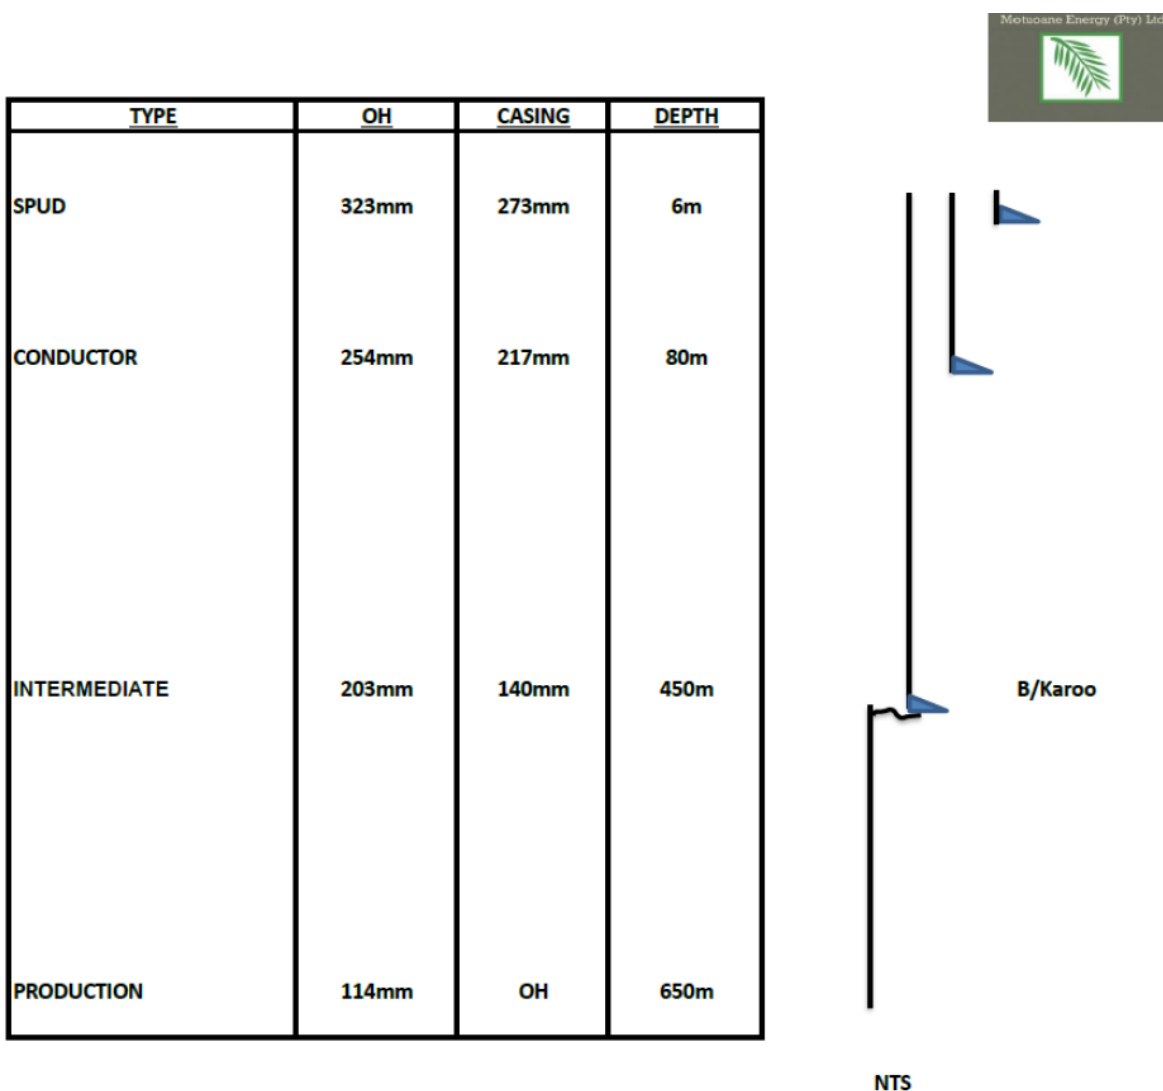 Motuoane Energy (Pty) Ltd
TYPE OH CASING DEPTH
SPUD 323mm 273mm 6m
CONDUCTOR 254mm 217mm 80m
INTERMEDIATE 203mm 140mm 450m B/Karoo
PRODUCTION 114mm OH 650m
NTS